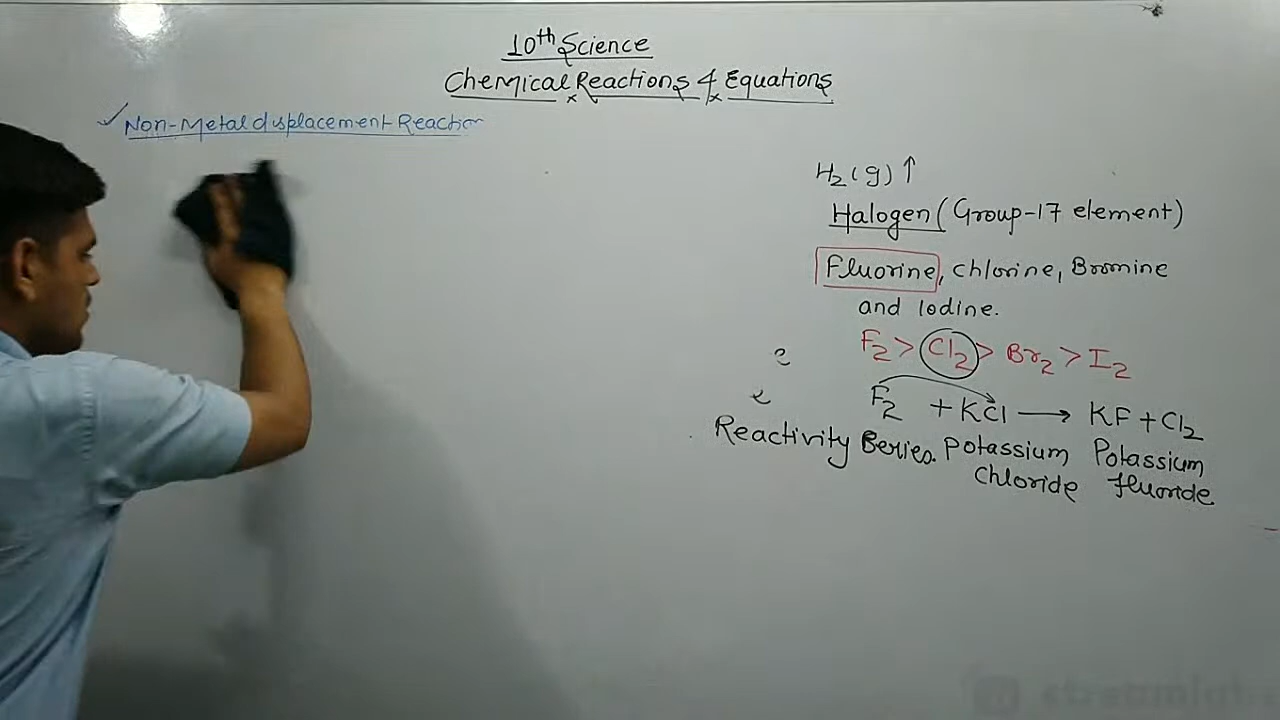 10th Science
Chemical Reactions & Equations
✓ Non-Metal displacement Reaction
H2(g)↑
Halogen (Group-17 element)
Fluorine, chlorine, Bromine
and Iodine.
F2 > Cl2 > Br2 > I2
F2 + KCl → KF + Cl2
Reactivity Potassium Potassium
Chloride fluoride